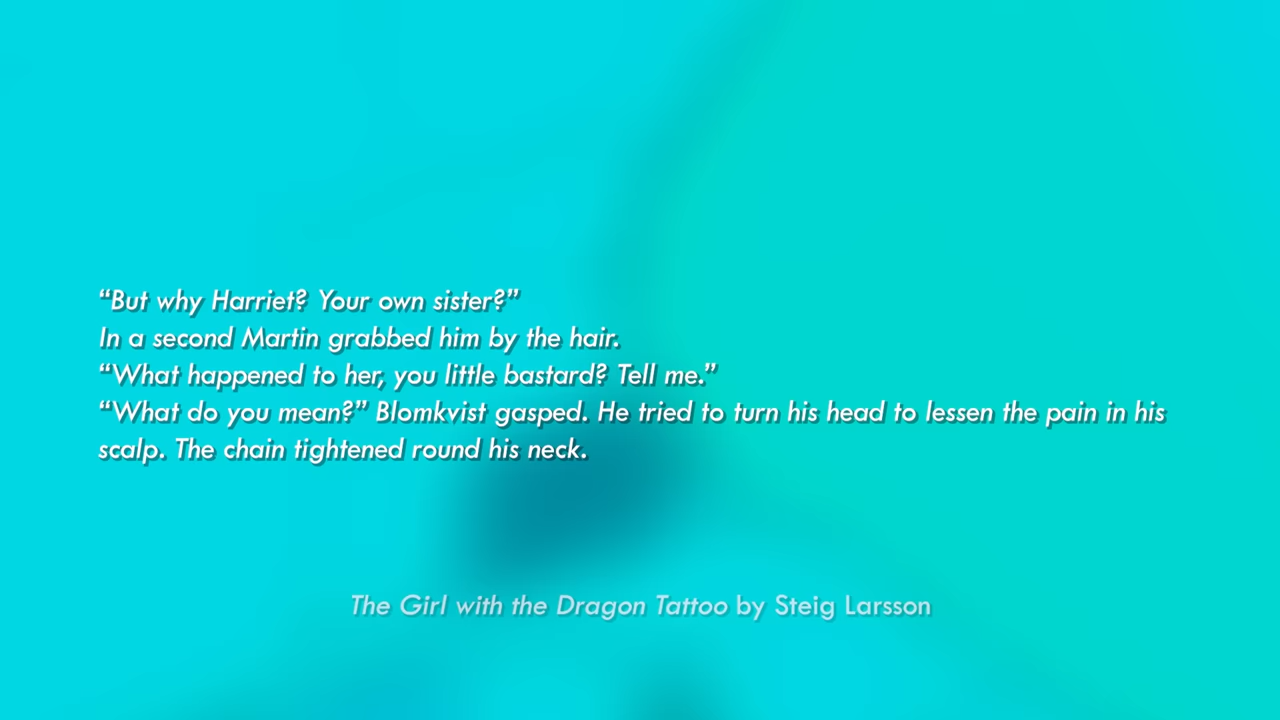 “But why Harriet? Your own sister?”
In a second Martin grabbed him by the hair.
“What happened to her, you little bastard? Tell me.”
“What do you mean?” Blomkvist gasped. He tried to turn his head to lessen the pain in his
scalp. The chain tightened round his neck.
The Girl with the Dragon Tattoo by Steig Larsson